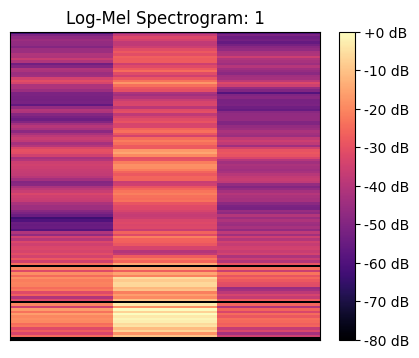 Log-Mel Spectrogram: 1
+0 dB
-10 dB
-20 dB
-30 dB
-40 dB
-50 dB
-60 dB
-70 dB
-80 dB